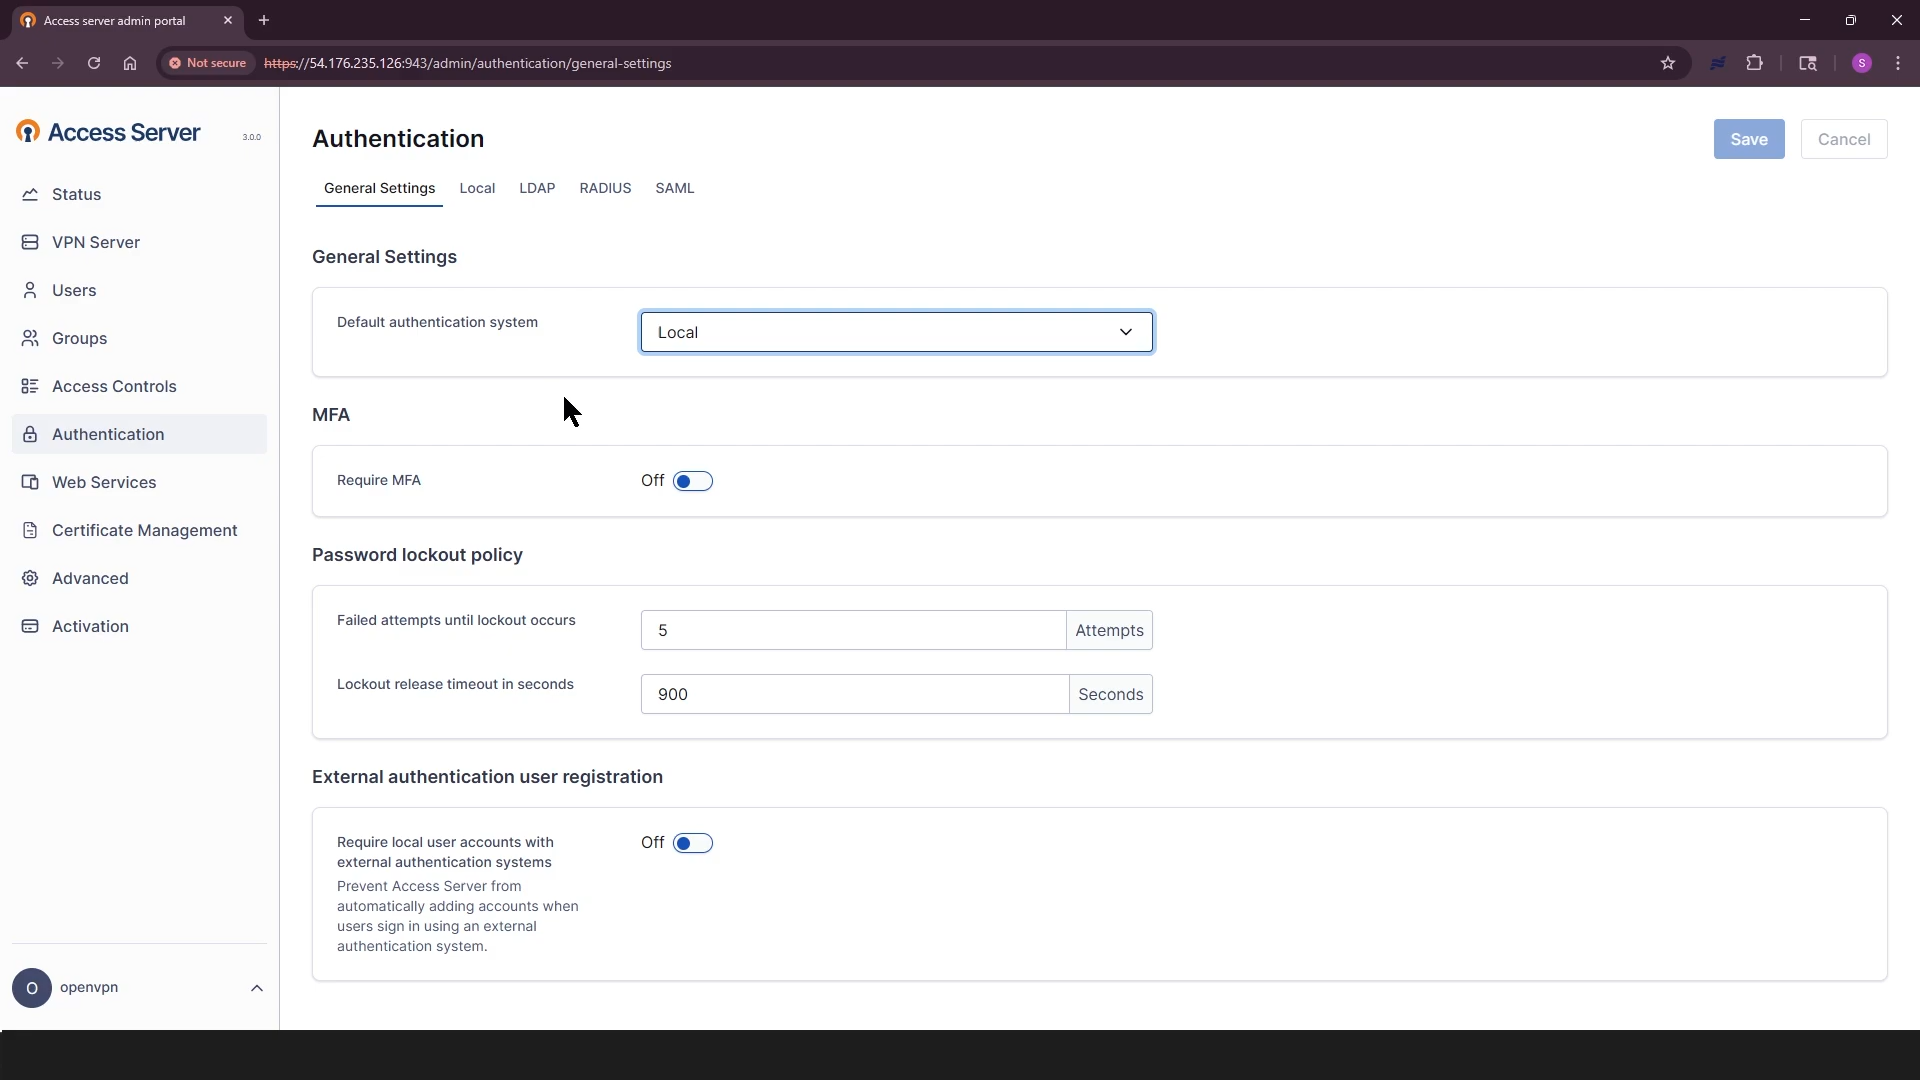 Access server admin portal
Not secure https://54.176.235.126:943/admin/authentication/general-settings
S
Access Server 3.0.0
Status
VPN Server
Users
Groups
Access Controls
Authentication
Web Services
Certificate Management
Advanced
Activation
O openvpn
Authentication
Save Cancel
General Settings Local LDAP RADIUS SAML
General Settings
Default authentication system Local
MFA
Require MFA Off
Password lockout policy
Failed attempts until lockout occurs 5 Attempts
Lockout release timeout in seconds 900 Seconds
External authentication user registration
Require local user accounts with Off
external authentication systems
Prevent Access Server from
automatically adding accounts when
users sign in using an external
authentication system.